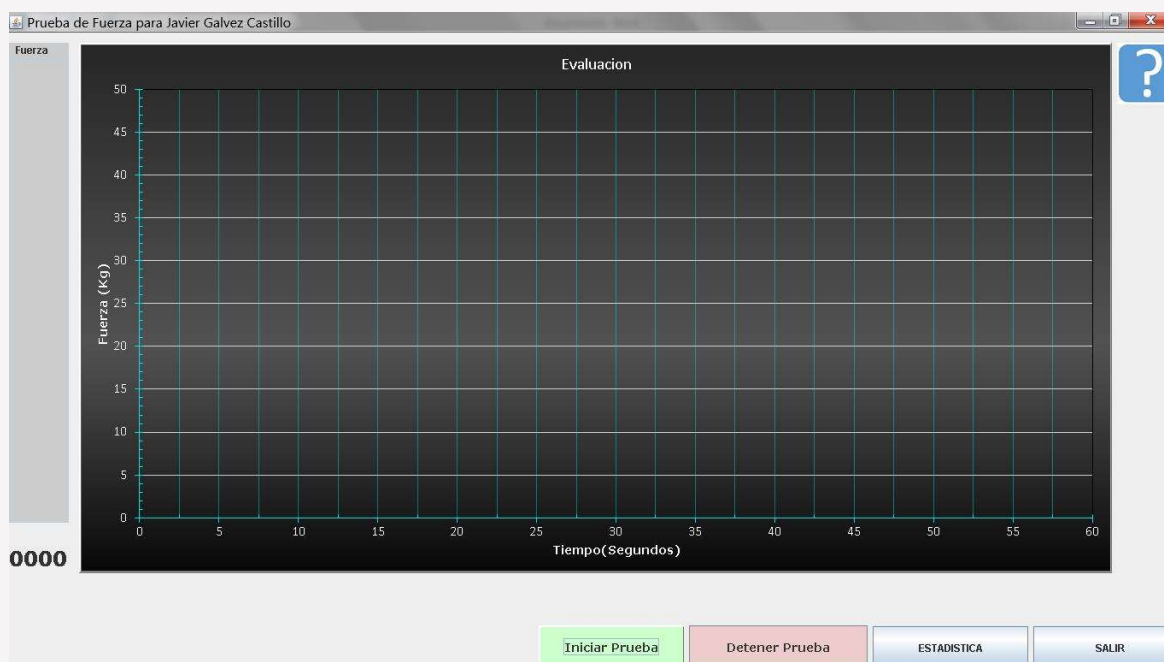 Prueba de Fuerza para Javier Galvez Castillo
Fuerza
?
Evaluacion
50
45
40
35
30
25
20
15
10
5
0
Fuerza (Kg)
0 5 10 15 20 25 30 35 40 45 50 55 60
Tiempo(Segundos)
0000
Iniciar Prueba Detener Prueba ESTADISTICA SALIR